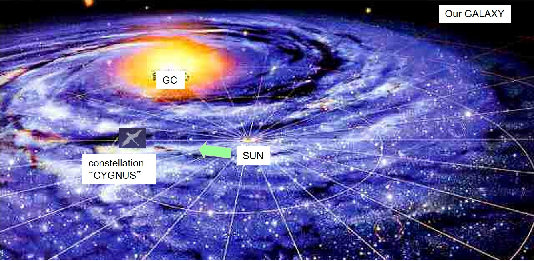 Our GALAXY
GC
SUN
constellation
"CYGNUS"